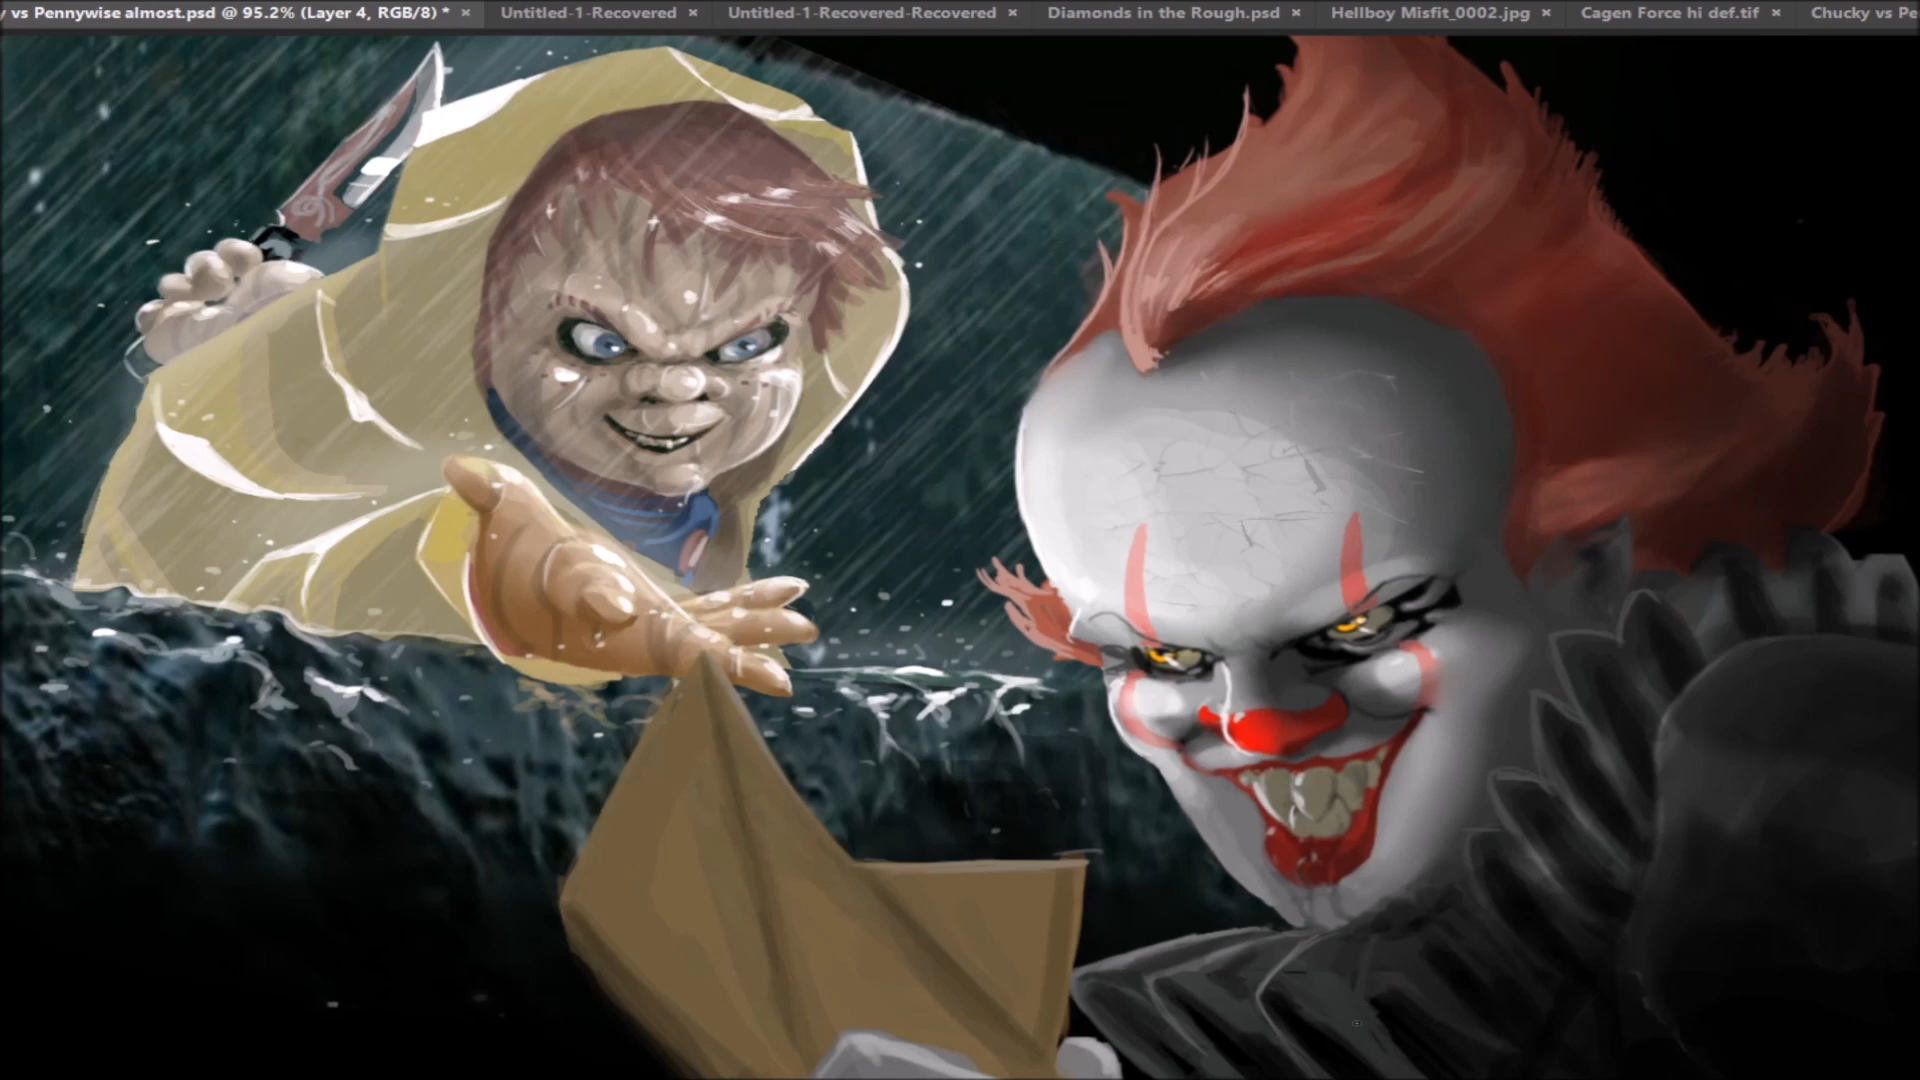 vs Pennywise almost.psd @ 95.2% (Layer 4, RGB/8) * × Untitled-1-Recovered × Untitled-1-Recovered-Recovered × Diamonds in the Rough.psd × Hellboy Misfit_0002.jpg × Cagen Force hi def.tif × Chucky vs Pe